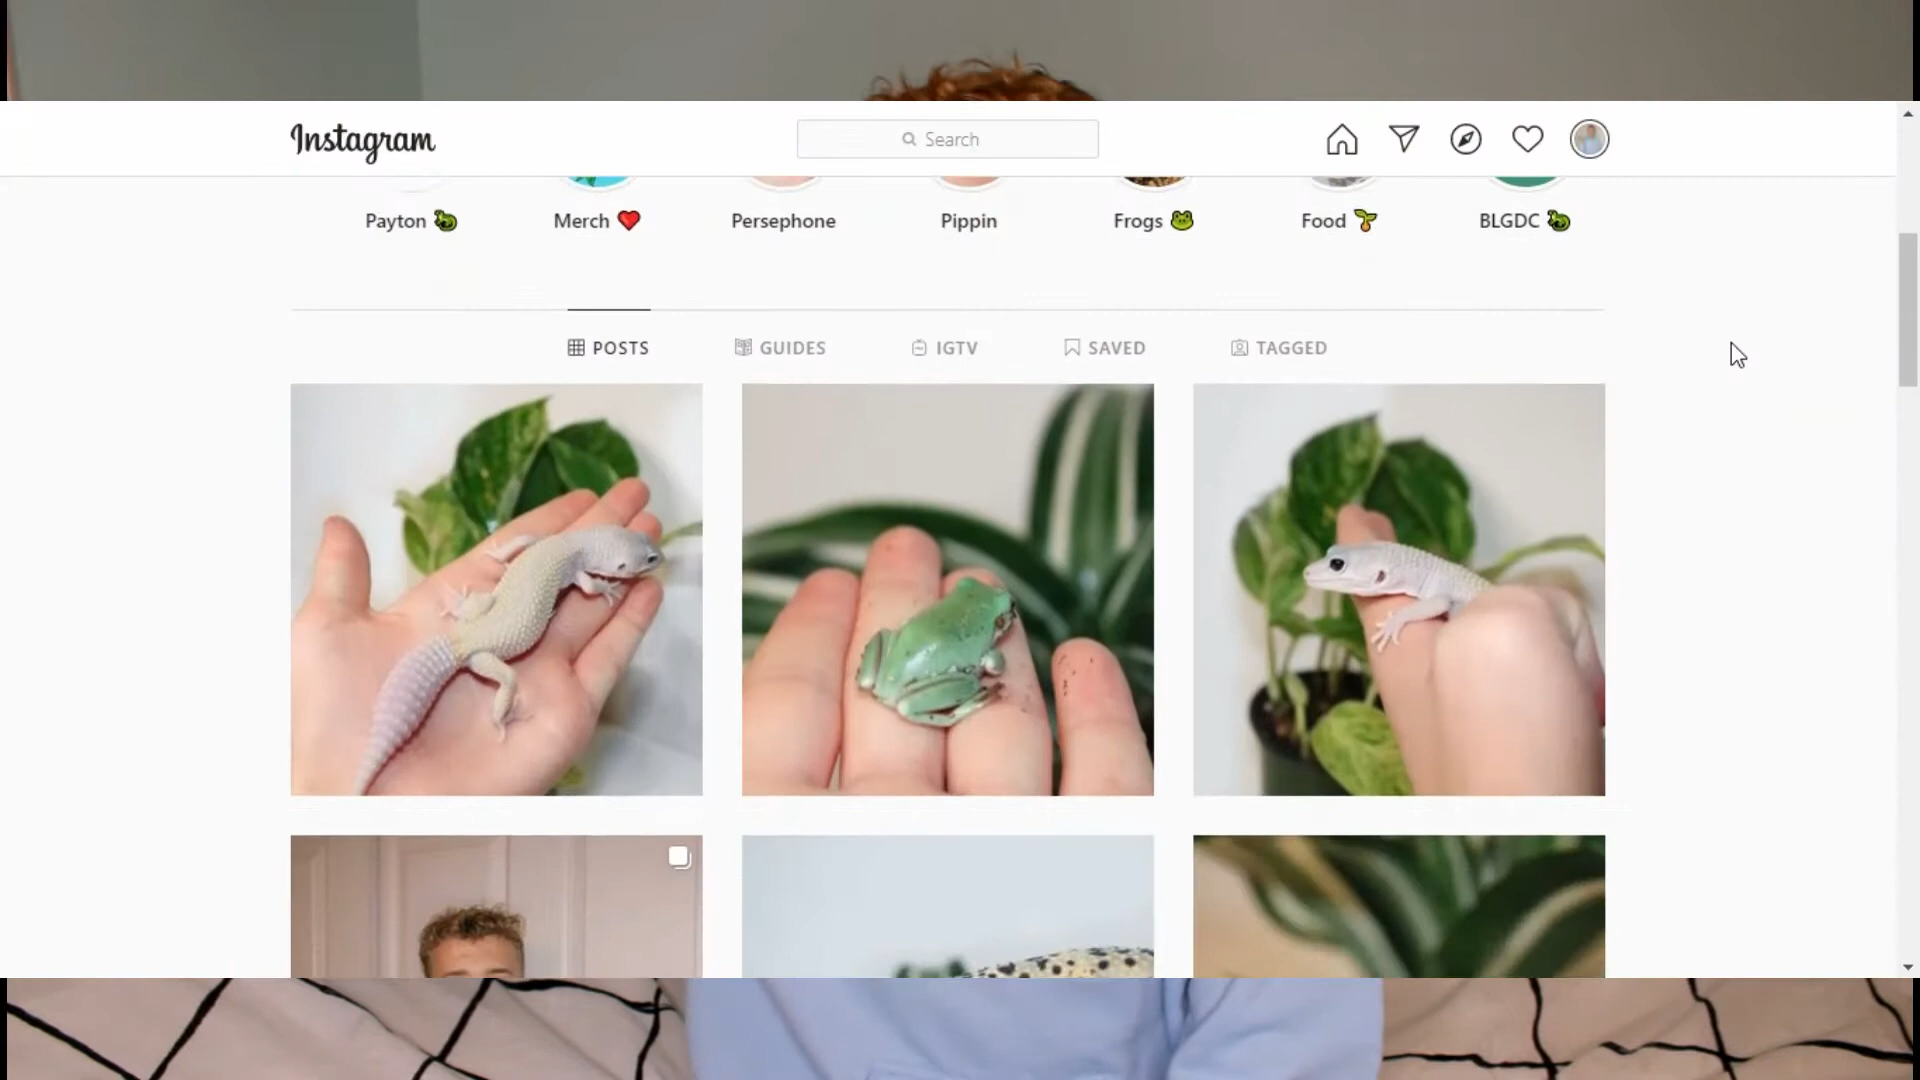 Instagram
Search
Payton
Merch
Persephone
Pippin
Frogs
Food
BLGDC
POSTS
GUIDES
IGTV
SAVED
TAGGED